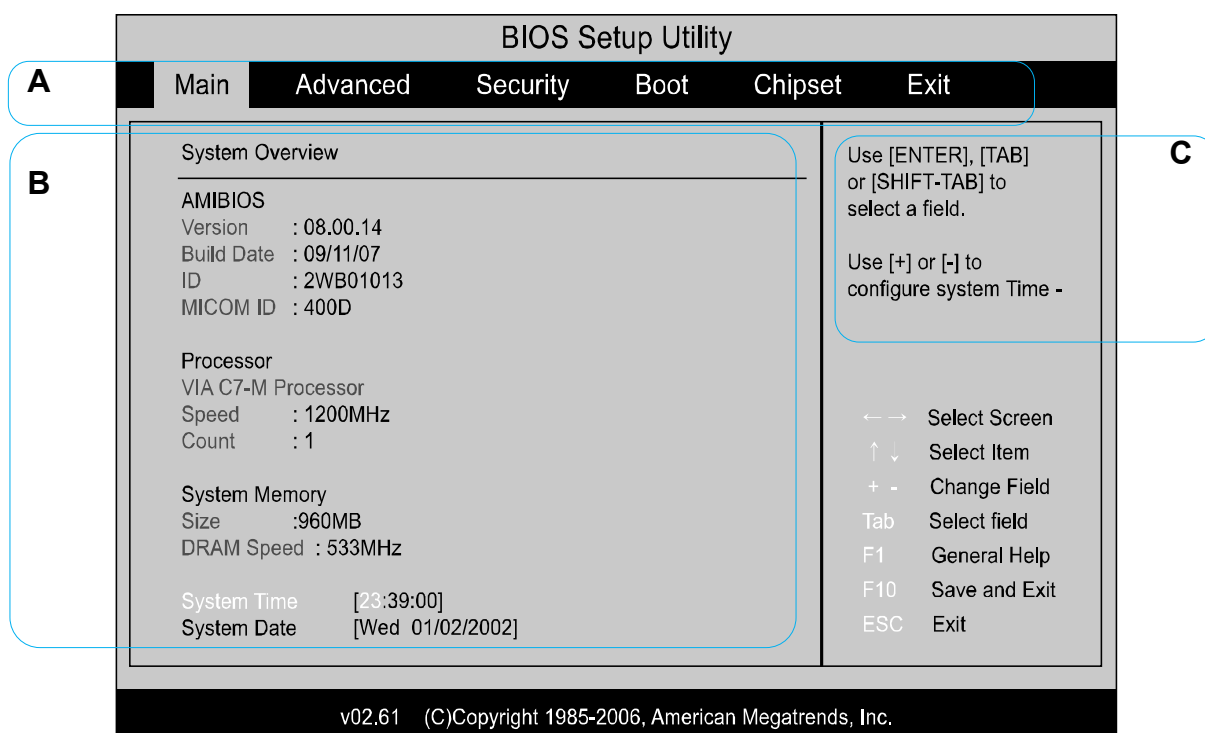 BIOS Setup Utility
A
Main Advanced Security Boot Chipset Exit
B
System Overview
AMIBIOS
Version : 08.00.14
Build Date : 09/11/07
ID : 2WB01013
MICOM ID : 400D
Processor
VIA C7-M Processor
Speed : 1200MHz
Count : 1
System Memory
Size :960MB
DRAM Speed : 533MHz
System Time [23:39:00]
System Date [Wed 01/02/2002]
C
Use [ENTER], [TAB]
or [SHIFT-TAB] to
select a field.
Use [+] or [-] to
configure system Time -
←→ Select Screen
↑↓ Select Item
+ - Change Field
Tab Select field
F1 General Help
F10 Save and Exit
ESC Exit
v02.61 (C)Copyright 1985-2006, American Megatrends, Inc.